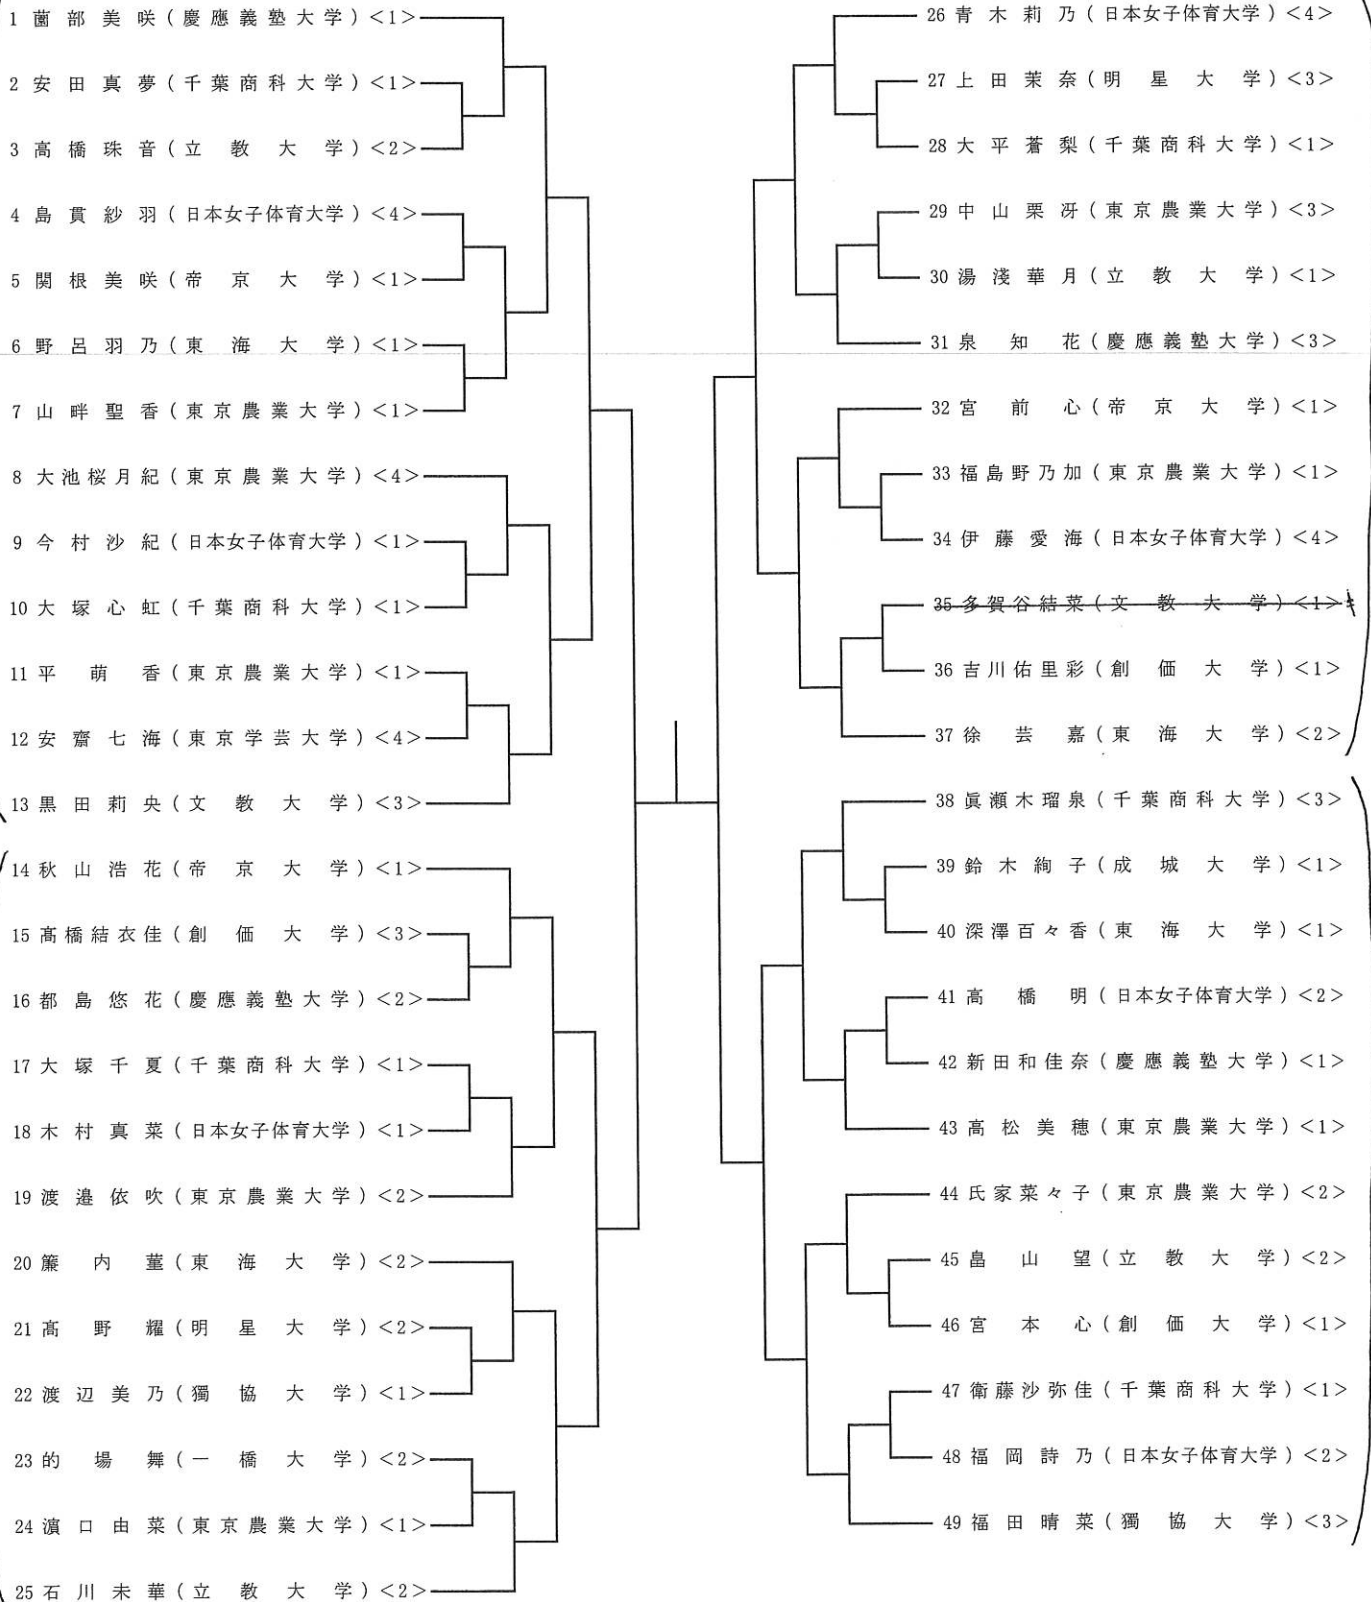 1 薗部美咲(慶應義塾大学)<1>
2 安田真夢(千葉商科大学)<1>
3 高橋珠音(立教大学)<2>
4 島貫紗羽(日本女子体育大学)<4>
5 関根美咲(帝京大学)<1>
6 野呂羽乃(東海大学)<1>
7 山畔聖香(東京農業大学)<1>
8 大池桜月紀(東京農業大学)<4>
9 今村沙紀(日本女子体育大学)<1>
10 大塚心虹(千葉商科大学)<1>
11 平萌香(東京農業大学)<1>
12 安齋七海(東京学芸大学)<4>
13 黒田莉央(文教大学)<3>
14 秋山浩花(帝京大学)<1>
15 髙橋結衣佳(創価大学)<3>
16 都島悠花(慶應義塾大学)<2>
17 大塚千夏(千葉商科大学)<1>
18 木村真菜(日本女子体育大学)<1>
19 渡邉依吹(東京農業大学)<2>
20 簾内菫(東海大学)<2>
21 髙野耀(明星大学)<2>
22 渡辺美乃(獨協大学)<1>
23 的場舞(一橋大学)<2>
24 濵口由菜(東京農業大学)<1>
25 石川未華(立教大学)<2>
26 青木莉乃(日本女子体育大学)<4>
27 上田茉奈(明星大学)<3>
28 大平蒼梨(千葉商科大学)<1>
29 中山栗冴(東京農業大学)<3>
30 湯淺華月(立教大学)<1>
31 泉知花(慶應義塾大学)<3>
32 宮前心(帝京大学)<1>
33 福島野乃加(東京農業大学)<1>
34 伊藤愛海(日本女子体育大学)<4>
35 多賀谷結菜(文教大学)<1>
36 吉川佑里彩(創価大学)<1>
37 徐芸嘉(東海大学)<2>
38 眞瀬木瑠泉(千葉商科大学)<3>
39 鈴木絢子(成城大学)<1>
40 深澤百々香(東海大学)<1>
41 高橋明(日本女子体育大学)<2>
42 新田和佳奈(慶應義塾大学)<1>
43 高松美穂(東京農業大学)<1>
44 氏家菜々子(東京農業大学)<2>
45 畠山望(立教大学)<2>
46 宮本心(創価大学)<1>
47 衛藤沙弥佳(千葉商科大学)<1>
48 福岡詩乃(日本女子体育大学)<2>
49 福田晴菜(獨協大学)<3>